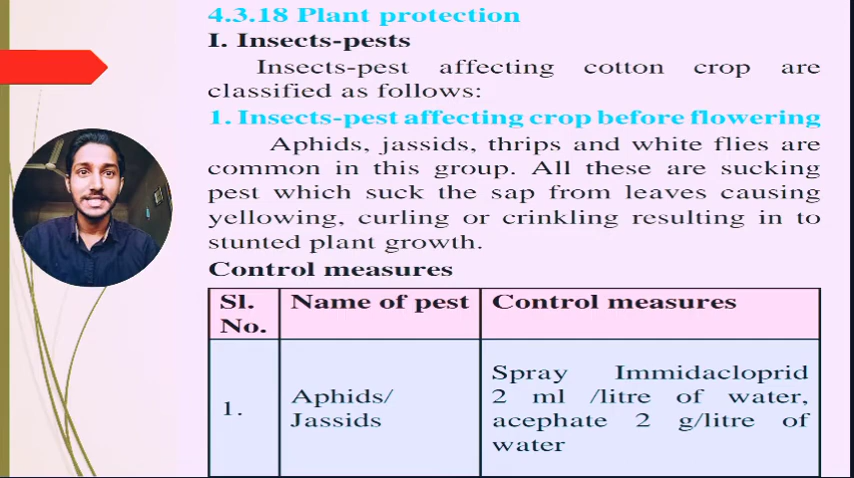 4.3.18 Plant protection
I. Insects-pests
Insects-pest affecting cotton crop are
classified as follows:
1. Insects-pest affecting crop before flowering
Aphids, jassids, thrips and white flies are
common in this group. All these are sucking
pest which suck the sap from leaves causing
yellowing, curling or crinkling resulting in to
stunted plant growth.
Control measures
Sl. No.
Name of pest
Control measures
1.
Aphids/
Jassids
Spray Immidacloprid
2 ml /litre of water,
acephate 2 g/litre of
water